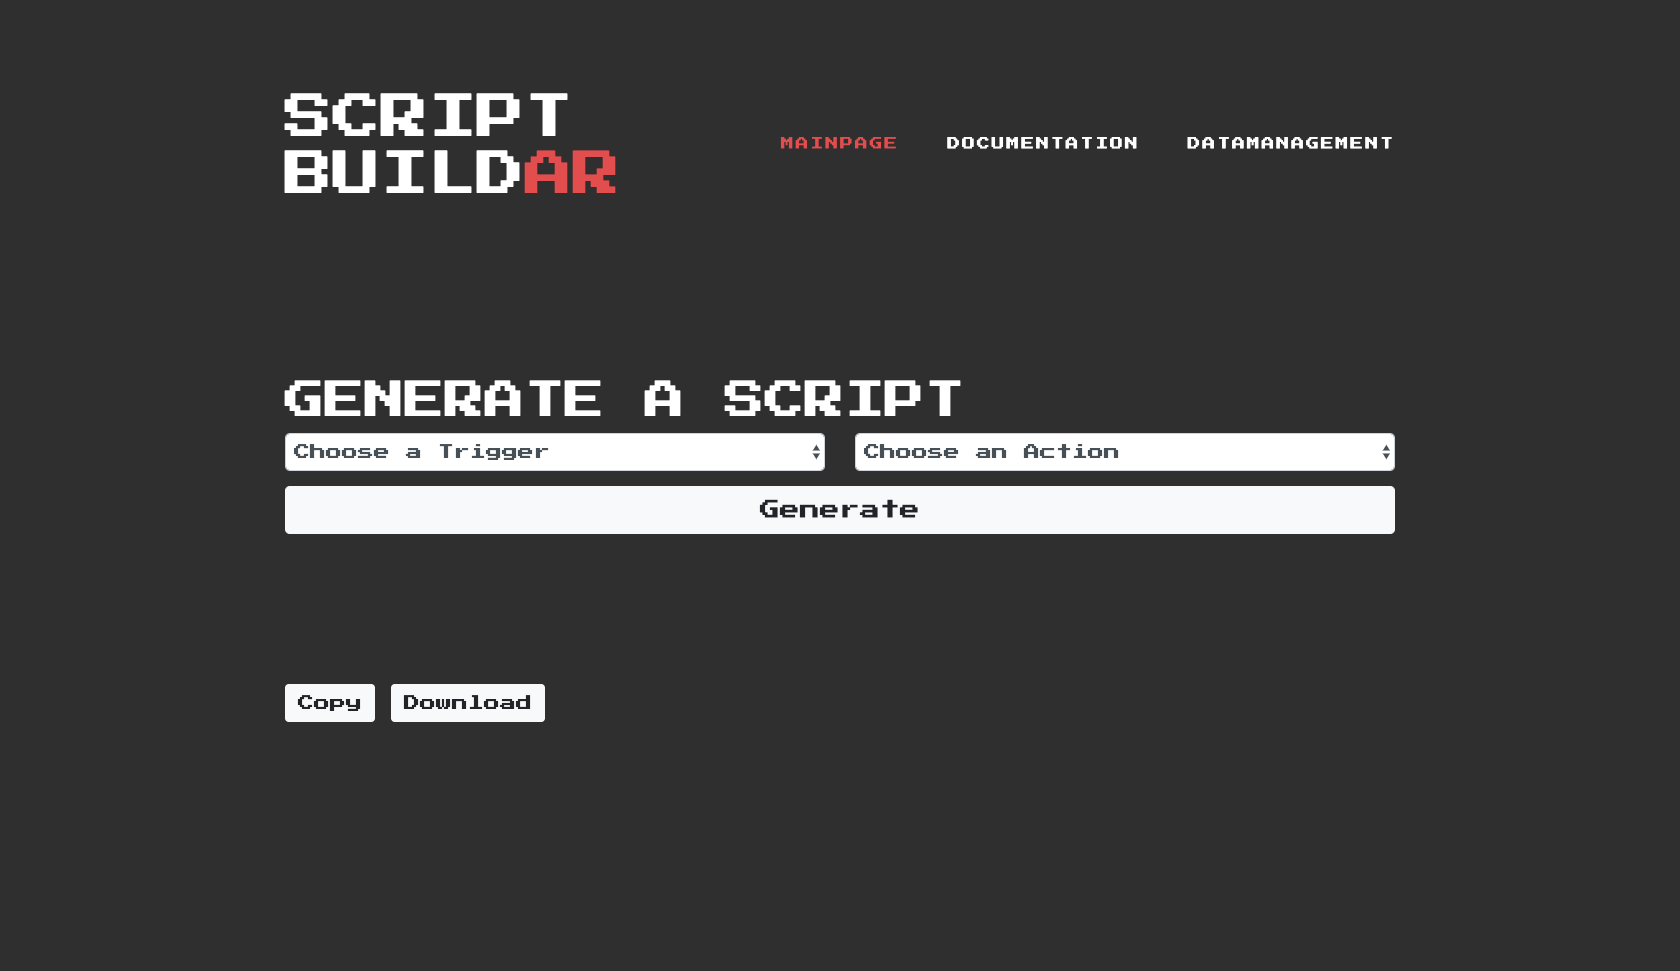 SCRIPT
BUILDAR
MAINPAGE
DOCUMENTATION
DATAMANAGEMENT
GENERATE A SCRIPT
Choose a Trigger
Choose an Action
Generate
Copy
Download